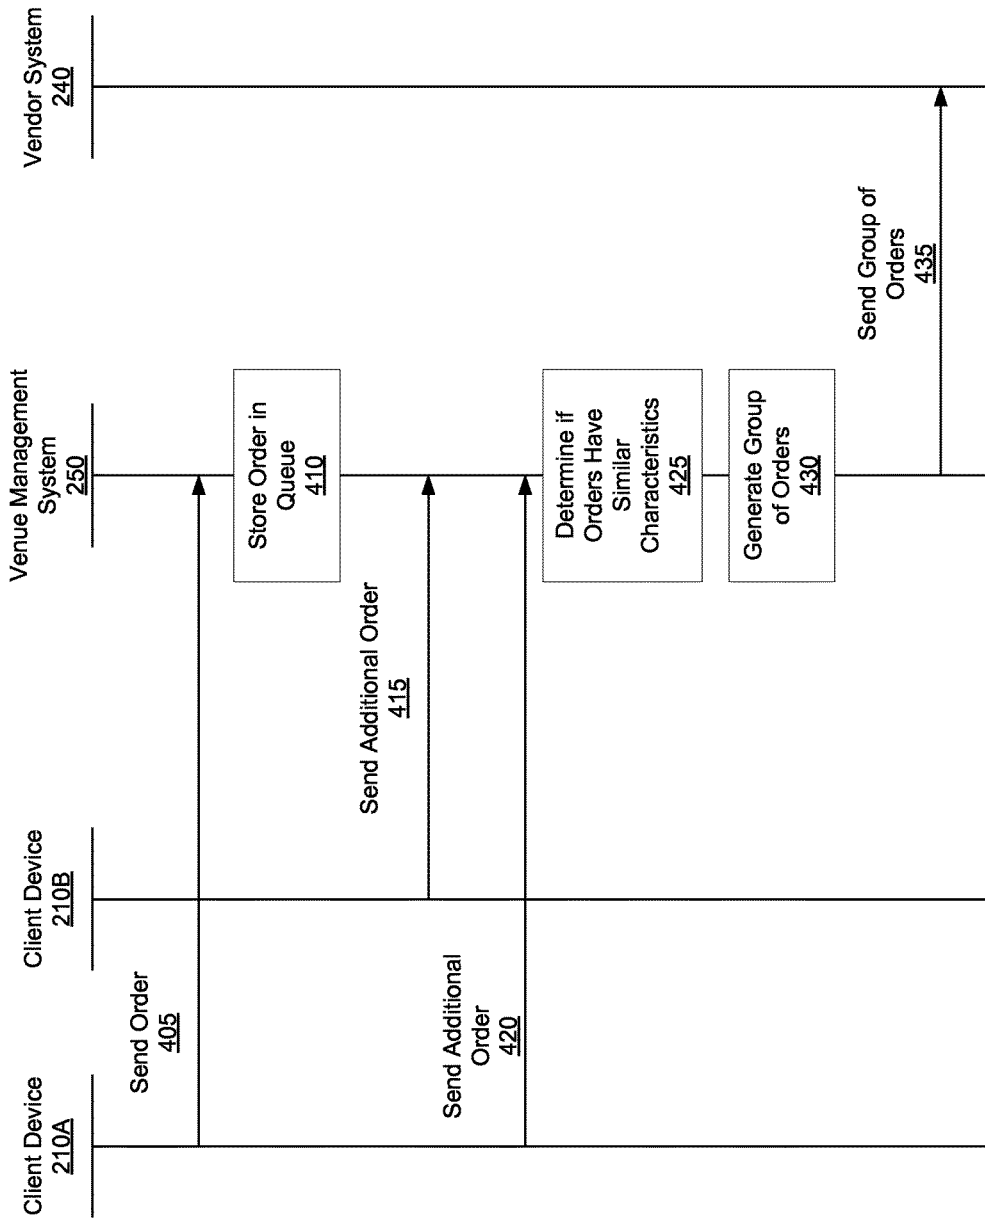 Client Device
210A
Client Device
210B
Venue Management
System
250
Vendor System
240
Send Order
405
Store Order in
Queue
410
Send Additional Order
415
Send Additional
Order
420
Determine if
Orders Have
Similar
Characteristics
425
Generate Group
of Orders
430
Send Group of
Orders
435